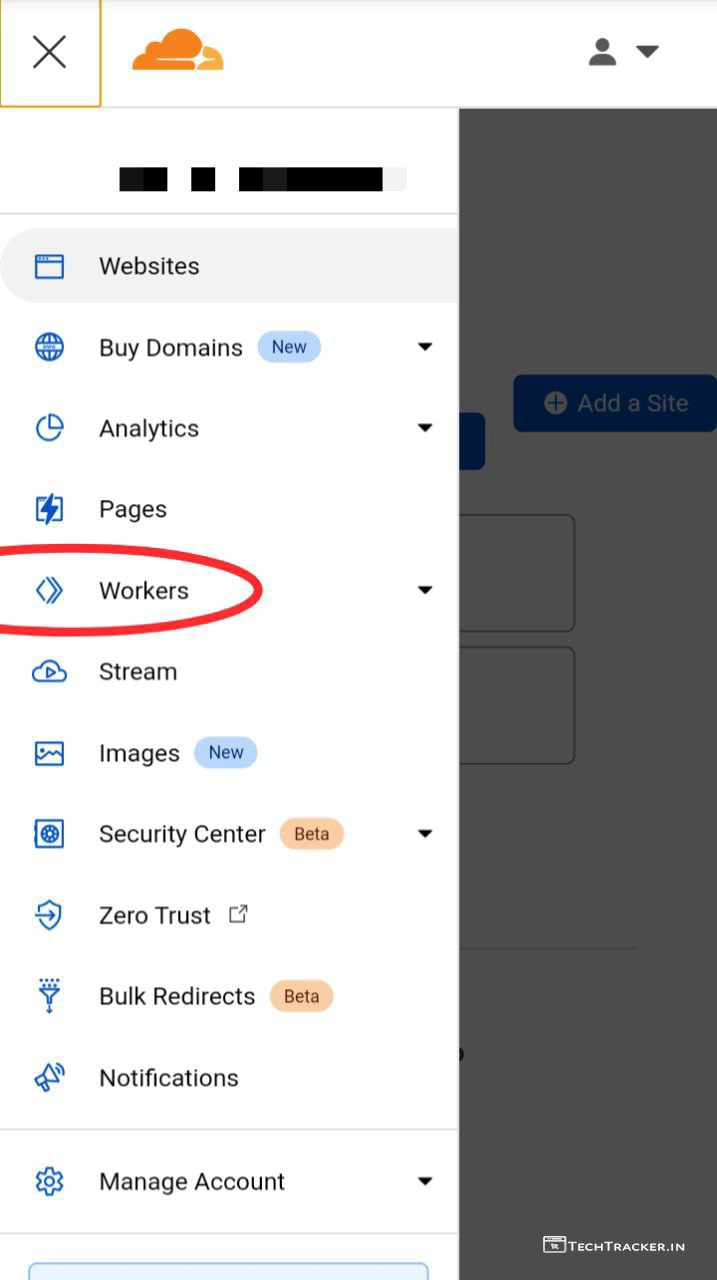 Websites
Buy Domains New
Analytics
Add a Site
Pages
Workers
Stream
Images New
Security Center Beta
Zero Trust
Bulk Redirects Beta
Notifications
Manage Account
TechTracker.in